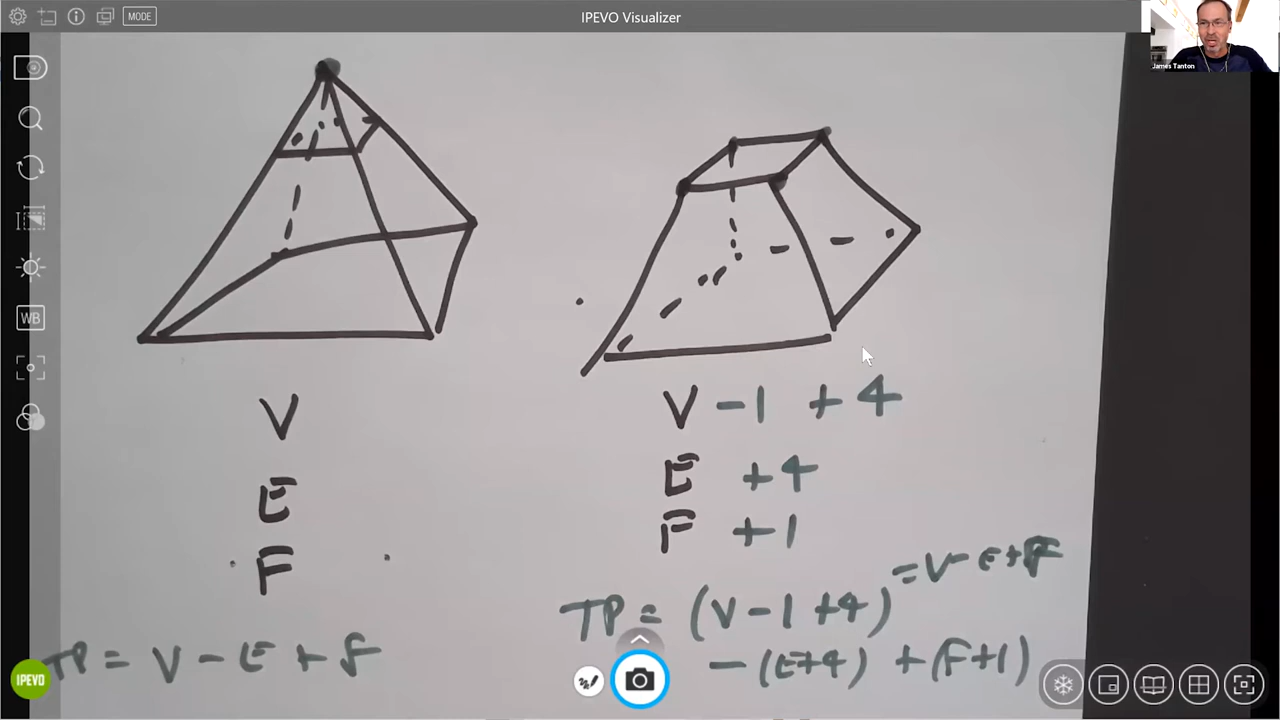 MODE
IPEVO Visualizer
James Tanton
WB
V
E
F
TP = V - E + F
V - 1 + 4
E + 4
F + 1
TP = (V - 1 + 4)
- (E+4) + (F+1)
= V - E + F
IPEVO